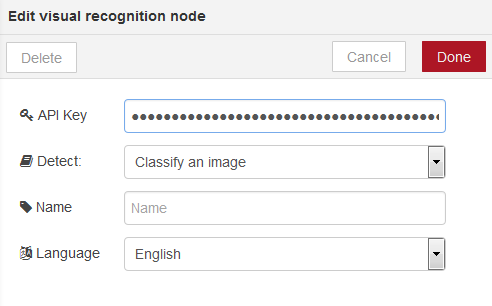 Edit visual recognition node
Delete
Cancel
Done
API Key
Detect:
Classify an image
Name
Name
Language
English